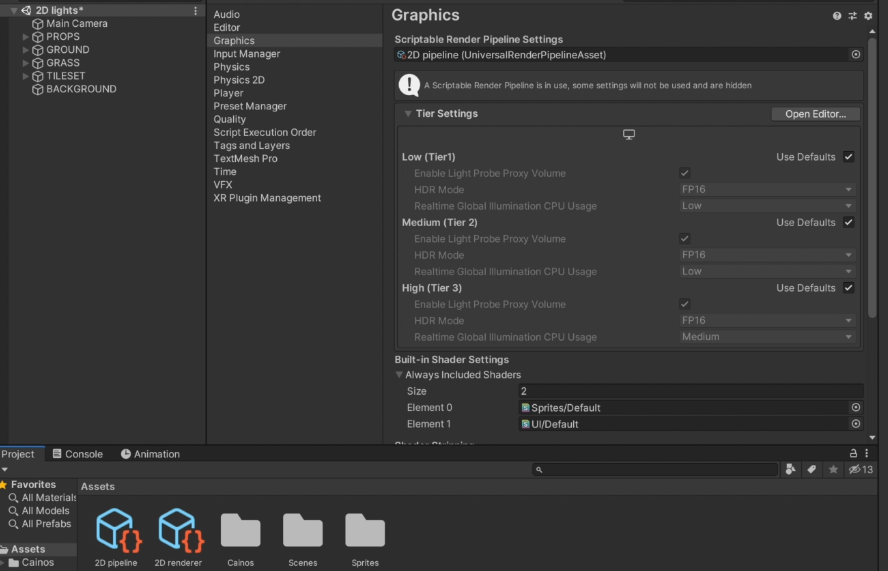 2D lights*
Main Camera
PROPS
GROUND
GRASS
TILESET
BACKGROUND
Audio
Editor
Graphics
Input Manager
Physics
Physics 2D
Player
Preset Manager
Quality
Script Execution Order
Tags and Layers
TextMesh Pro
Time
VFX
XR Plugin Management
Graphics
Scriptable Render Pipeline Settings
2D pipeline (UniversalRenderPipelineAsset)
A Scriptable Render Pipeline is in use, some settings will not be used and are hidden
Tier Settings
Open Editor...
Low (Tier1)
Use Defaults
Enable Light Probe Proxy Volume
HDR Mode
FP16
Realtime Global Illumination CPU Usage
Low
Medium (Tier 2)
Use Defaults
Enable Light Probe Proxy Volume
HDR Mode
FP16
Realtime Global Illumination CPU Usage
Low
High (Tier 3)
Use Defaults
Enable Light Probe Proxy Volume
HDR Mode
FP16
Realtime Global Illumination CPU Usage
Medium
Built-in Shader Settings
Always Included Shaders
Size
2
Element 0
Sprites/Default
Element 1
UI/Default
Project
Console
Animation
13
Favorites
All Materials
All Models
All Prefabs
Assets
Cainos
Assets
2D pipeline
2D renderer
Cainos
Scenes
Sprites